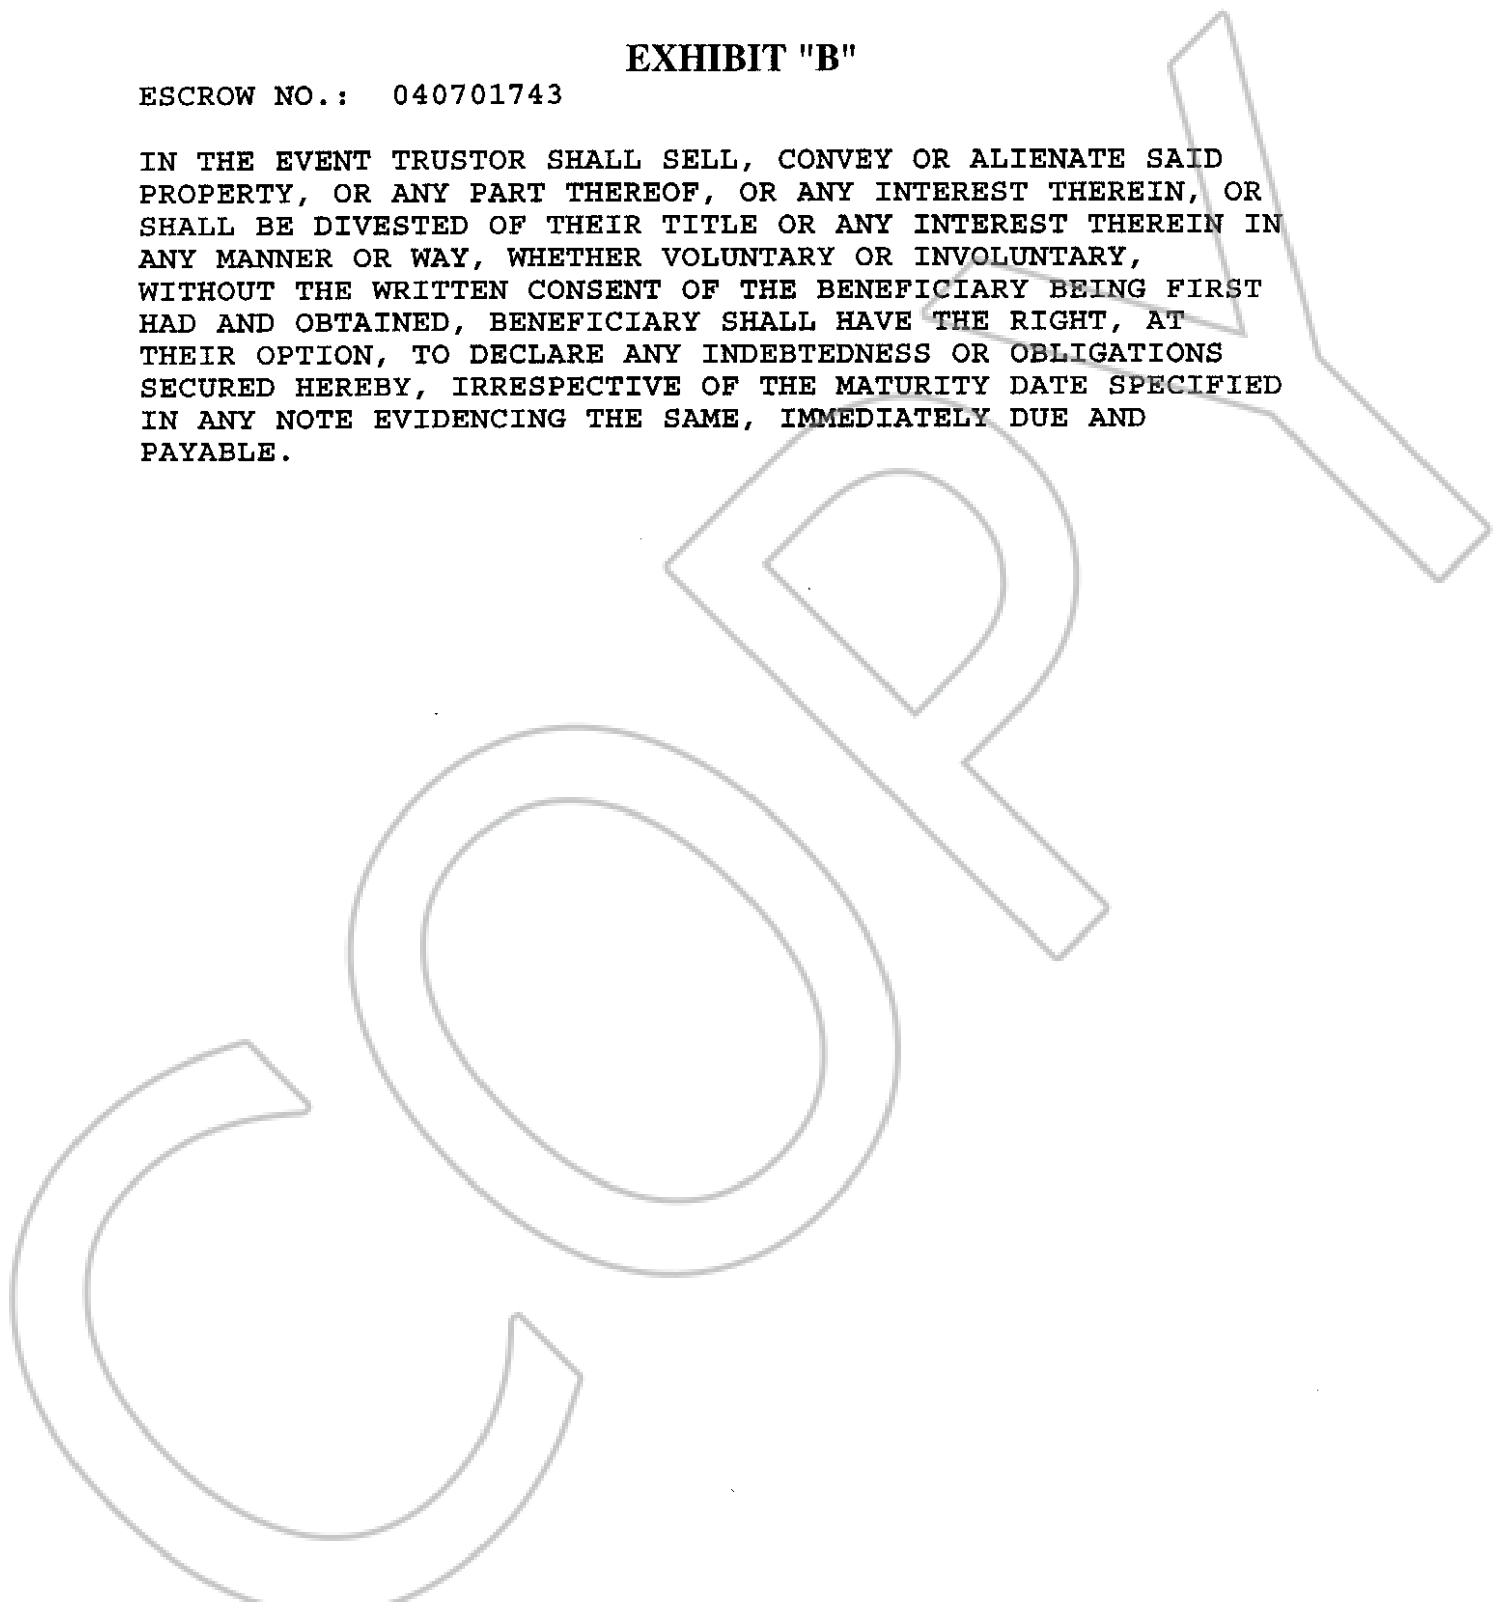 EXHIBIT "B"
ESCROW NO.: 040701743
IN THE EVENT TRUSTOR SHALL SELL, CONVEY OR ALIENATE SAID
PROPERTY, OR ANY PART THEREOF, OR ANY INTEREST THEREIN, OR
SHALL BE DIVESTED OF THEIR TITLE OR ANY INTEREST THEREIN IN
ANY MANNER OR WAY, WHETHER VOLUNTARY OR INVOLUNTARY,
WITHOUT THE WRITTEN CONSENT OF THE BENEFICIARY BEING FIRST
HAD AND OBTAINED, BENEFICIARY SHALL HAVE THE RIGHT, AT
THEIR OPTION, TO DECLARE ANY INDEBTEDNESS OR OBLIGATIONS
SECURED HEREBY, IRRESPECTIVE OF THE MATURITY DATE SPECIFIED
IN ANY NOTE EVIDENCING THE SAME, IMMEDIATELY DUE AND
PAYABLE.
COPY